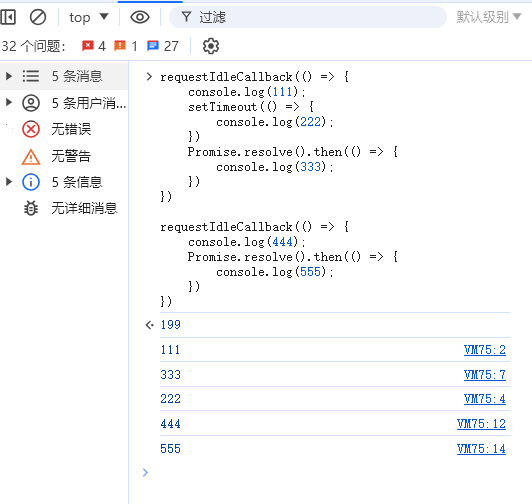 top
过滤
默认级别
32 个问题:
4
1
27
5 条消息
5 条用户消...
无错误
无警告
5 条信息
无详细消息
requestIdleCallback(() => {
    console.log(111);
    setTimeout(() => {
        console.log(222);
    })
    Promise.resolve().then(() => {
        console.log(333);
    })
})

requestIdleCallback(() => {
    console.log(444);
    Promise.resolve().then(() => {
        console.log(555);
    })
})
199
111 VM75:2
333 VM75:7
222 VM75:4
444 VM75:12
555 VM75:14